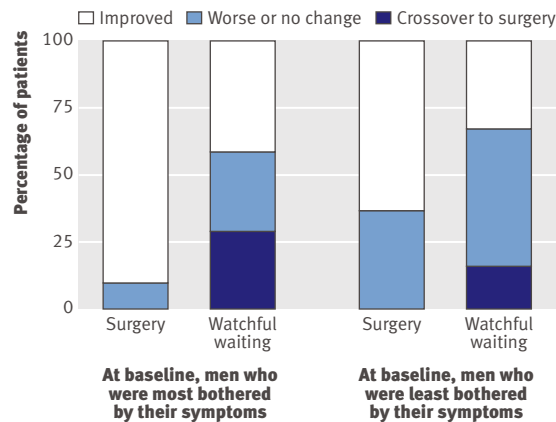 Improved Worse or no change Crossover to surgery
Percentage of patients
100
75
50
25
0
Surgery Watchful waiting Surgery Watchful waiting
At baseline, men who
were most bothered
by their symptoms
At baseline, men who
were least bothered
by their symptoms